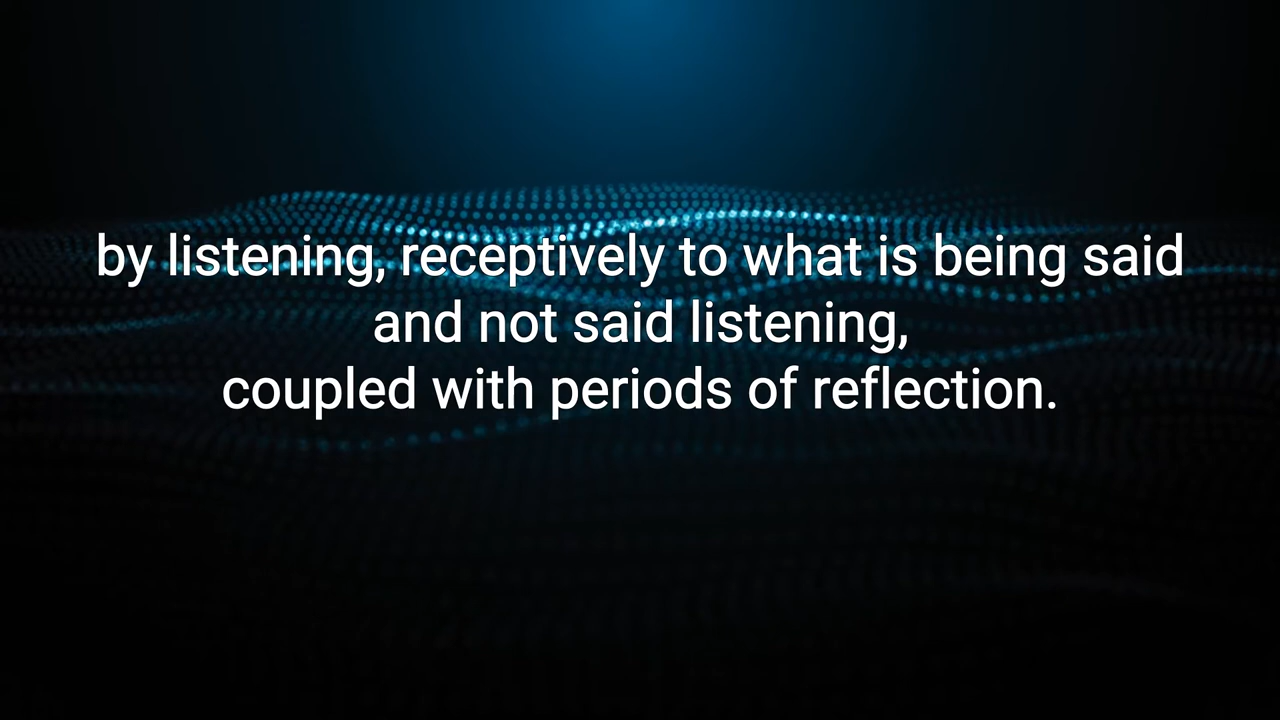 by listening, receptively to what is being said
and not said listening,
coupled with periods of reflection.